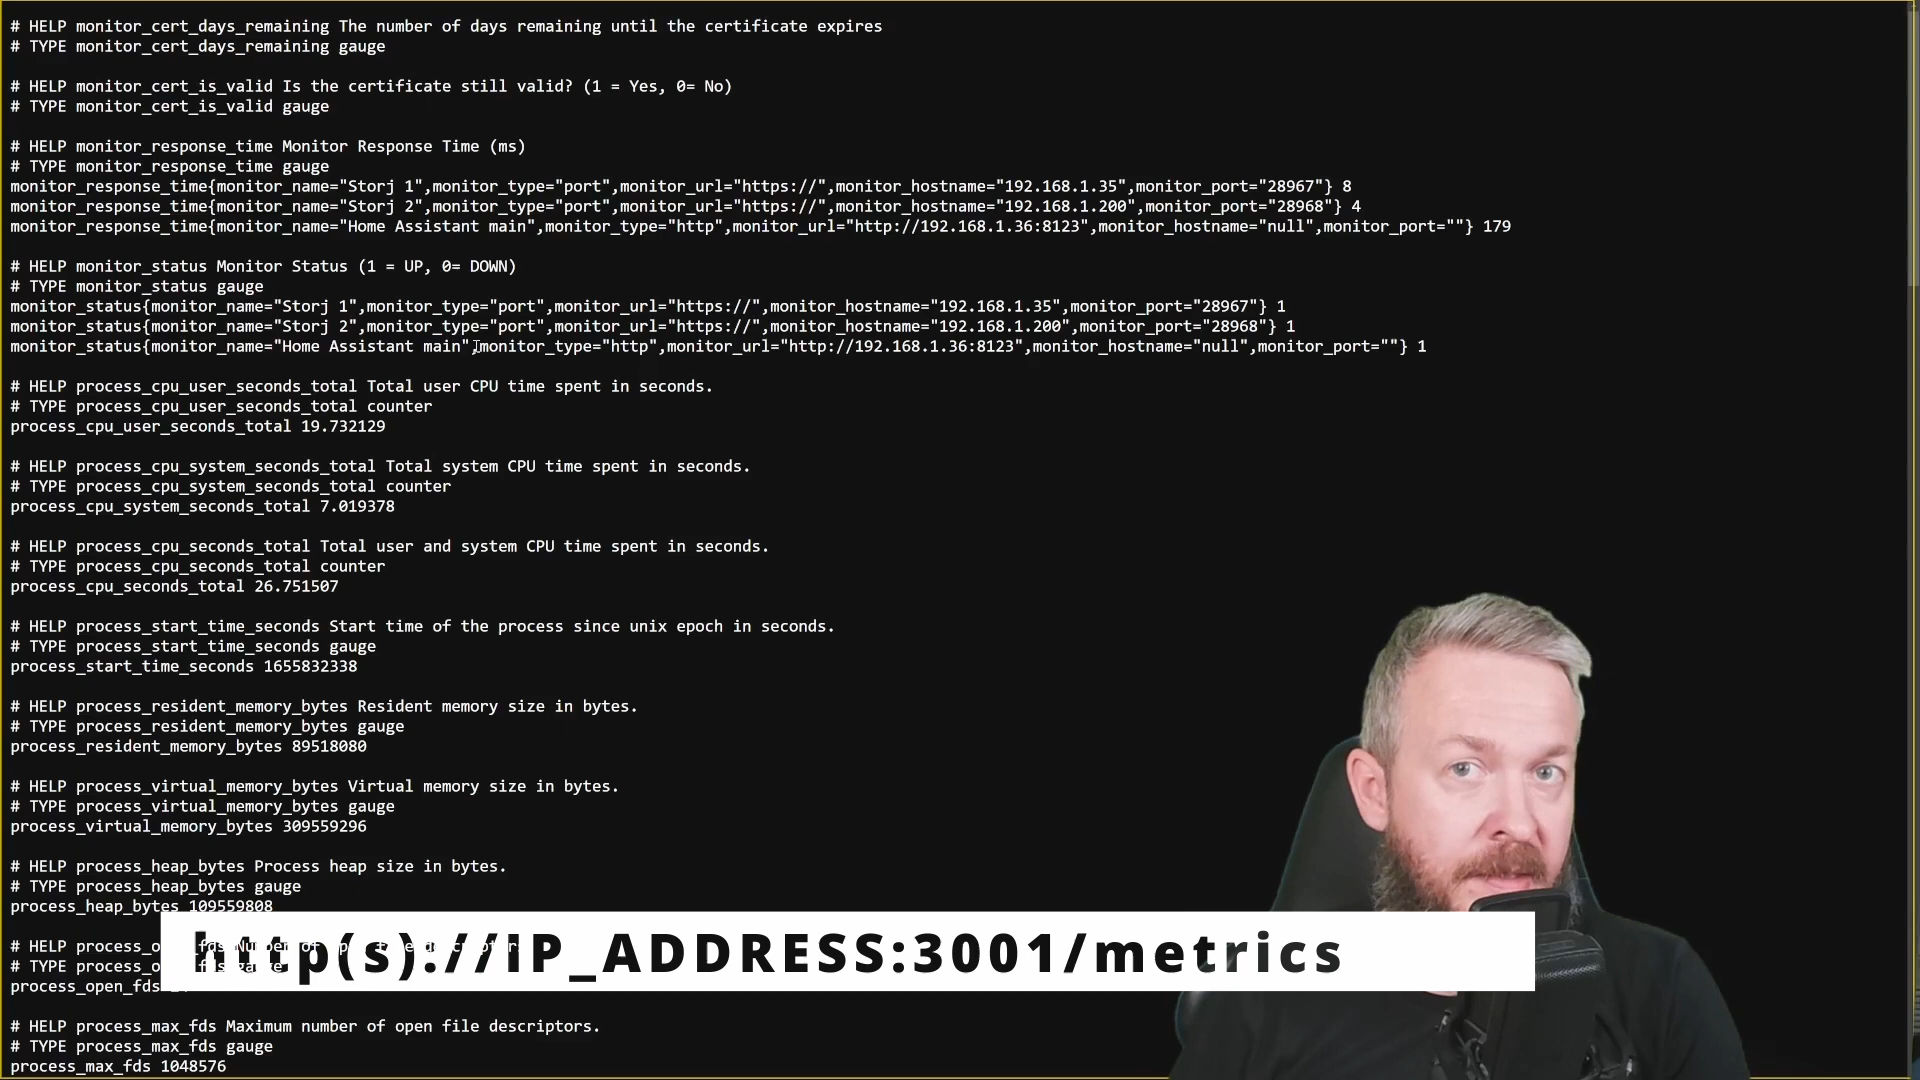 # HELP monitor_cert_days_remaining The number of days remaining until the certificate expires
# TYPE monitor_cert_days_remaining gauge
# HELP monitor_cert_is_valid Is the certificate still valid? (1 = Yes, 0= No)
# TYPE monitor_cert_is_valid gauge
# HELP monitor_response_time Monitor Response Time (ms)
# TYPE monitor_response_time gauge
monitor_response_time{monitor_name="Storj 1",monitor_type="port",monitor_url="https://",monitor_hostname="192.168.1.35",monitor_port="28967"} 8
monitor_response_time{monitor_name="Storj 2",monitor_type="port",monitor_url="https://",monitor_hostname="192.168.1.200",monitor_port="28968"} 4
monitor_response_time{monitor_name="Home Assistant main",monitor_type="http",monitor_url="http://192.168.1.36:8123",monitor_hostname="null",monitor_port=""} 179
# HELP monitor_status Monitor Status (1 = UP, 0= DOWN)
# TYPE monitor_status gauge
monitor_status{monitor_name="Storj 1",monitor_type="port",monitor_url="https://",monitor_hostname="192.168.1.35",monitor_port="28967"} 1
monitor_status{monitor_name="Storj 2",monitor_type="port",monitor_url="https://",monitor_hostname="192.168.1.200",monitor_port="28968"} 1
monitor_status{monitor_name="Home Assistant main",monitor_type="http",monitor_url="http://192.168.1.36:8123",monitor_hostname="null",monitor_port=""} 1
# HELP process_cpu_user_seconds_total Total user CPU time spent in seconds.
# TYPE process_cpu_user_seconds_total counter
process_cpu_user_seconds_total 19.732129
# HELP process_cpu_system_seconds_total Total system CPU time spent in seconds.
# TYPE process_cpu_system_seconds_total counter
process_cpu_system_seconds_total 7.019378
# HELP process_cpu_seconds_total Total user and system CPU time spent in seconds.
# TYPE process_cpu_seconds_total counter
process_cpu_seconds_total 26.751507
# HELP process_start_time_seconds Start time of the process since unix epoch in seconds.
# TYPE process_start_time_seconds gauge
process_start_time_seconds 1655832338
# HELP process_resident_memory_bytes Resident memory size in bytes.
# TYPE process_resident_memory_bytes gauge
process_resident_memory_bytes 89518080
# HELP process_virtual_memory_bytes Virtual memory size in bytes.
# TYPE process_virtual_memory_bytes gauge
process_virtual_memory_bytes 309559296
# HELP process_heap_bytes Process heap size in bytes.
# TYPE process_heap_bytes gauge
process_heap_bytes 109559808
# HELP
# TYPE
process_open_fds
http(s)://IP_ADDRESS:3001/metrics
# HELP process_max_fds Maximum number of open file descriptors.
# TYPE process_max_fds gauge
process_max_fds 1048576